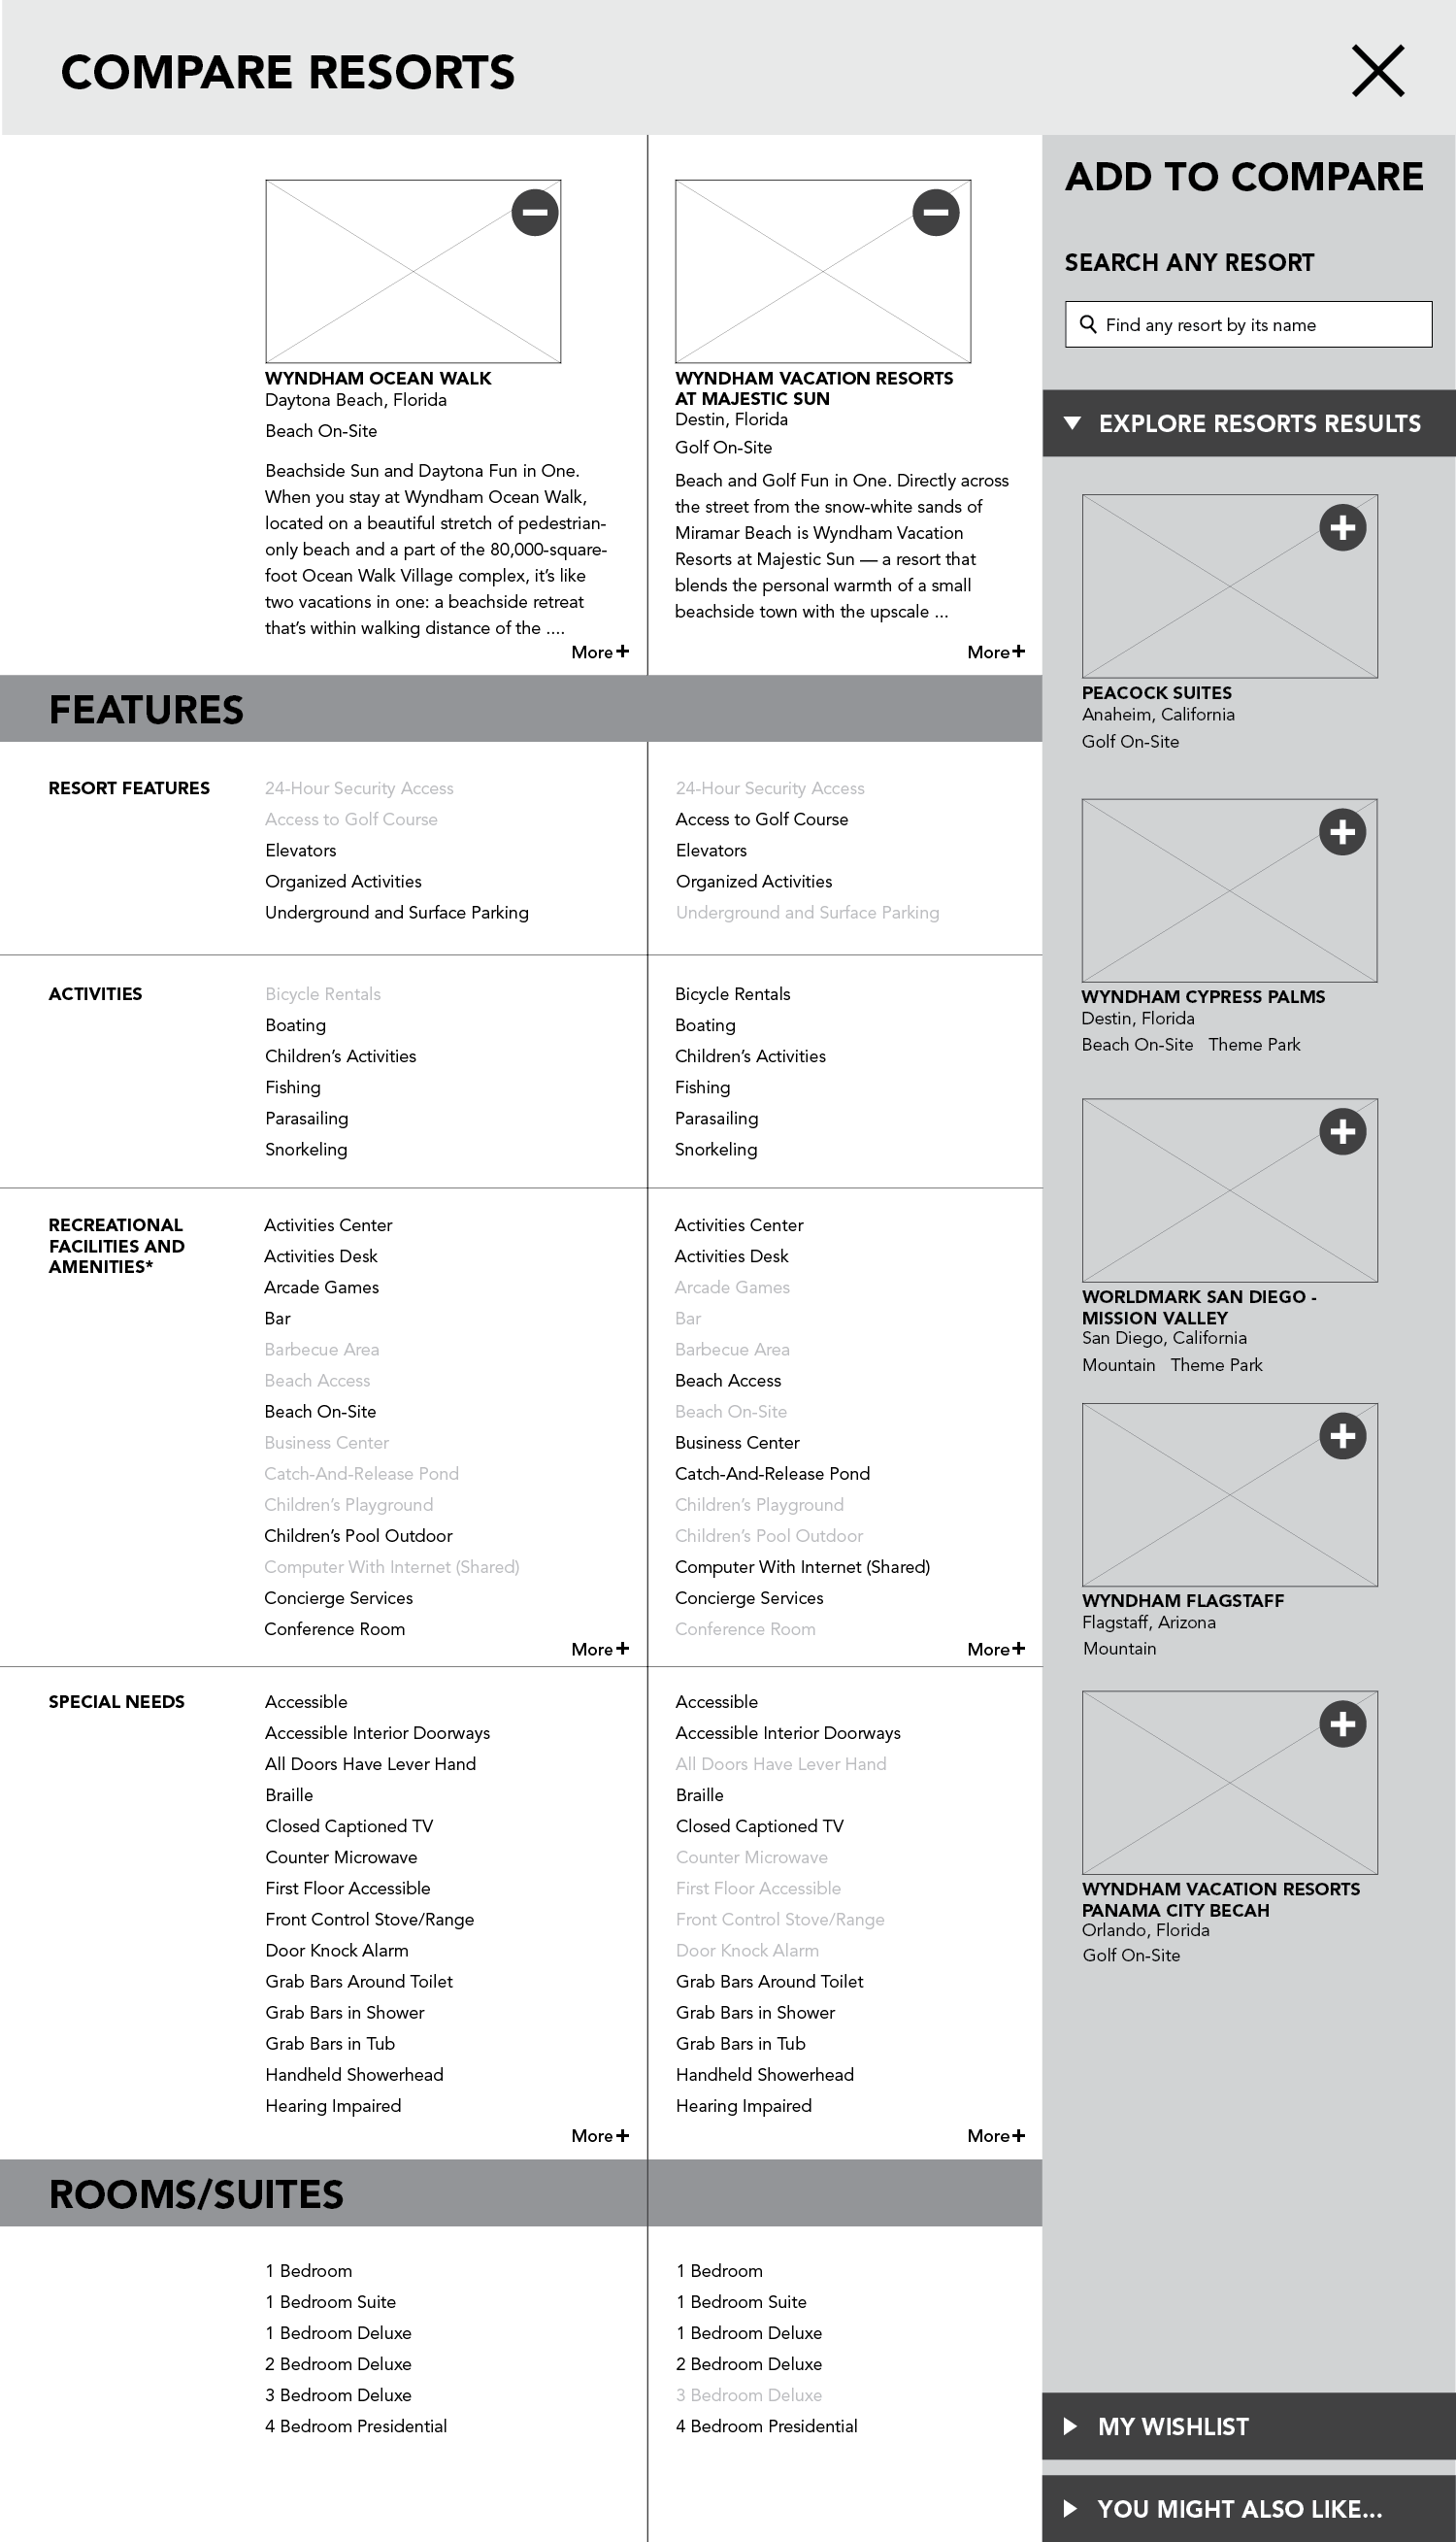 COMPARE RESORTS
WYNDHAM OCEAN WALK
Daytona Beach, Florida
Beach On-Site
Beachside Sun and Daytona Fun in One.
When you stay at Wyndham Ocean Walk,
located on a beautiful stretch of pedestrian-
only beach and a part of the 80,000-square-
foot Ocean Walk Village complex, it’s like
two vacations in one: a beachside retreat
that’s within walking distance of the ....
More+
WYNDHAM VACATION RESORTS
AT MAJESTIC SUN
Destin, Florida
Golf On-Site
Beach and Golf Fun in One. Directly across
the street from the snow-white sands of
Miramar Beach is Wyndham Vacation
Resorts at Majestic Sun — a resort that
blends the personal warmth of a small
beachside town with the upscale ...
More+
FEATURES
RESORT FEATURES
24-Hour Security Access
Access to Golf Course
Elevators
Organized Activities
Underground and Surface Parking
24-Hour Security Access
Access to Golf Course
Elevators
Organized Activities
Underground and Surface Parking
ACTIVITIES
Bicycle Rentals
Boating
Children’s Activities
Fishing
Parasailing
Snorkeling
Bicycle Rentals
Boating
Children’s Activities
Fishing
Parasailing
Snorkeling
RECREATIONAL
FACILITIES AND
AMENITIES*
Activities Center
Activities Desk
Arcade Games
Bar
Barbecue Area
Beach Access
Beach On-Site
Business Center
Catch-And-Release Pond
Children’s Playground
Children’s Pool Outdoor
Computer With Internet (Shared)
Concierge Services
Conference Room
More+
Activities Center
Activities Desk
Arcade Games
Bar
Barbecue Area
Beach Access
Beach On-Site
Business Center
Catch-And-Release Pond
Children’s Playground
Children’s Pool Outdoor
Computer With Internet (Shared)
Concierge Services
Conference Room
More+
SPECIAL NEEDS
Accessible
Accessible Interior Doorways
All Doors Have Lever Hand
Braille
Closed Captioned TV
Counter Microwave
First Floor Accessible
Front Control Stove/Range
Door Knock Alarm
Grab Bars Around Toilet
Grab Bars in Shower
Grab Bars in Tub
Handheld Showerhead
Hearing Impaired
More+
Accessible
Accessible Interior Doorways
All Doors Have Lever Hand
Braille
Closed Captioned TV
Counter Microwave
First Floor Accessible
Front Control Stove/Range
Door Knock Alarm
Grab Bars Around Toilet
Grab Bars in Shower
Grab Bars in Tub
Handheld Showerhead
Hearing Impaired
More+
ROOMS/SUITES
1 Bedroom
1 Bedroom Suite
1 Bedroom Deluxe
2 Bedroom Deluxe
3 Bedroom Deluxe
4 Bedroom Presidential
1 Bedroom
1 Bedroom Suite
1 Bedroom Deluxe
2 Bedroom Deluxe
3 Bedroom Deluxe
4 Bedroom Presidential
ADD TO COMPARE
SEARCH ANY RESORT
Find any resort by its name
EXPLORE RESORTS RESULTS
PEACOCK SUITES
Anaheim, California
Golf On-Site
WYNDHAM CYPRESS PALMS
Destin, Florida
Beach On-Site Theme Park
WORLDMARK SAN DIEGO -
MISSION VALLEY
San Diego, California
Mountain Theme Park
WYNDHAM FLAGSTAFF
Flagstaff, Arizona
Mountain
WYNDHAM VACATION RESORTS
PANAMA CITY BECAH
Orlando, Florida
Golf On-Site
MY WISHLIST
YOU MIGHT ALSO LIKE...